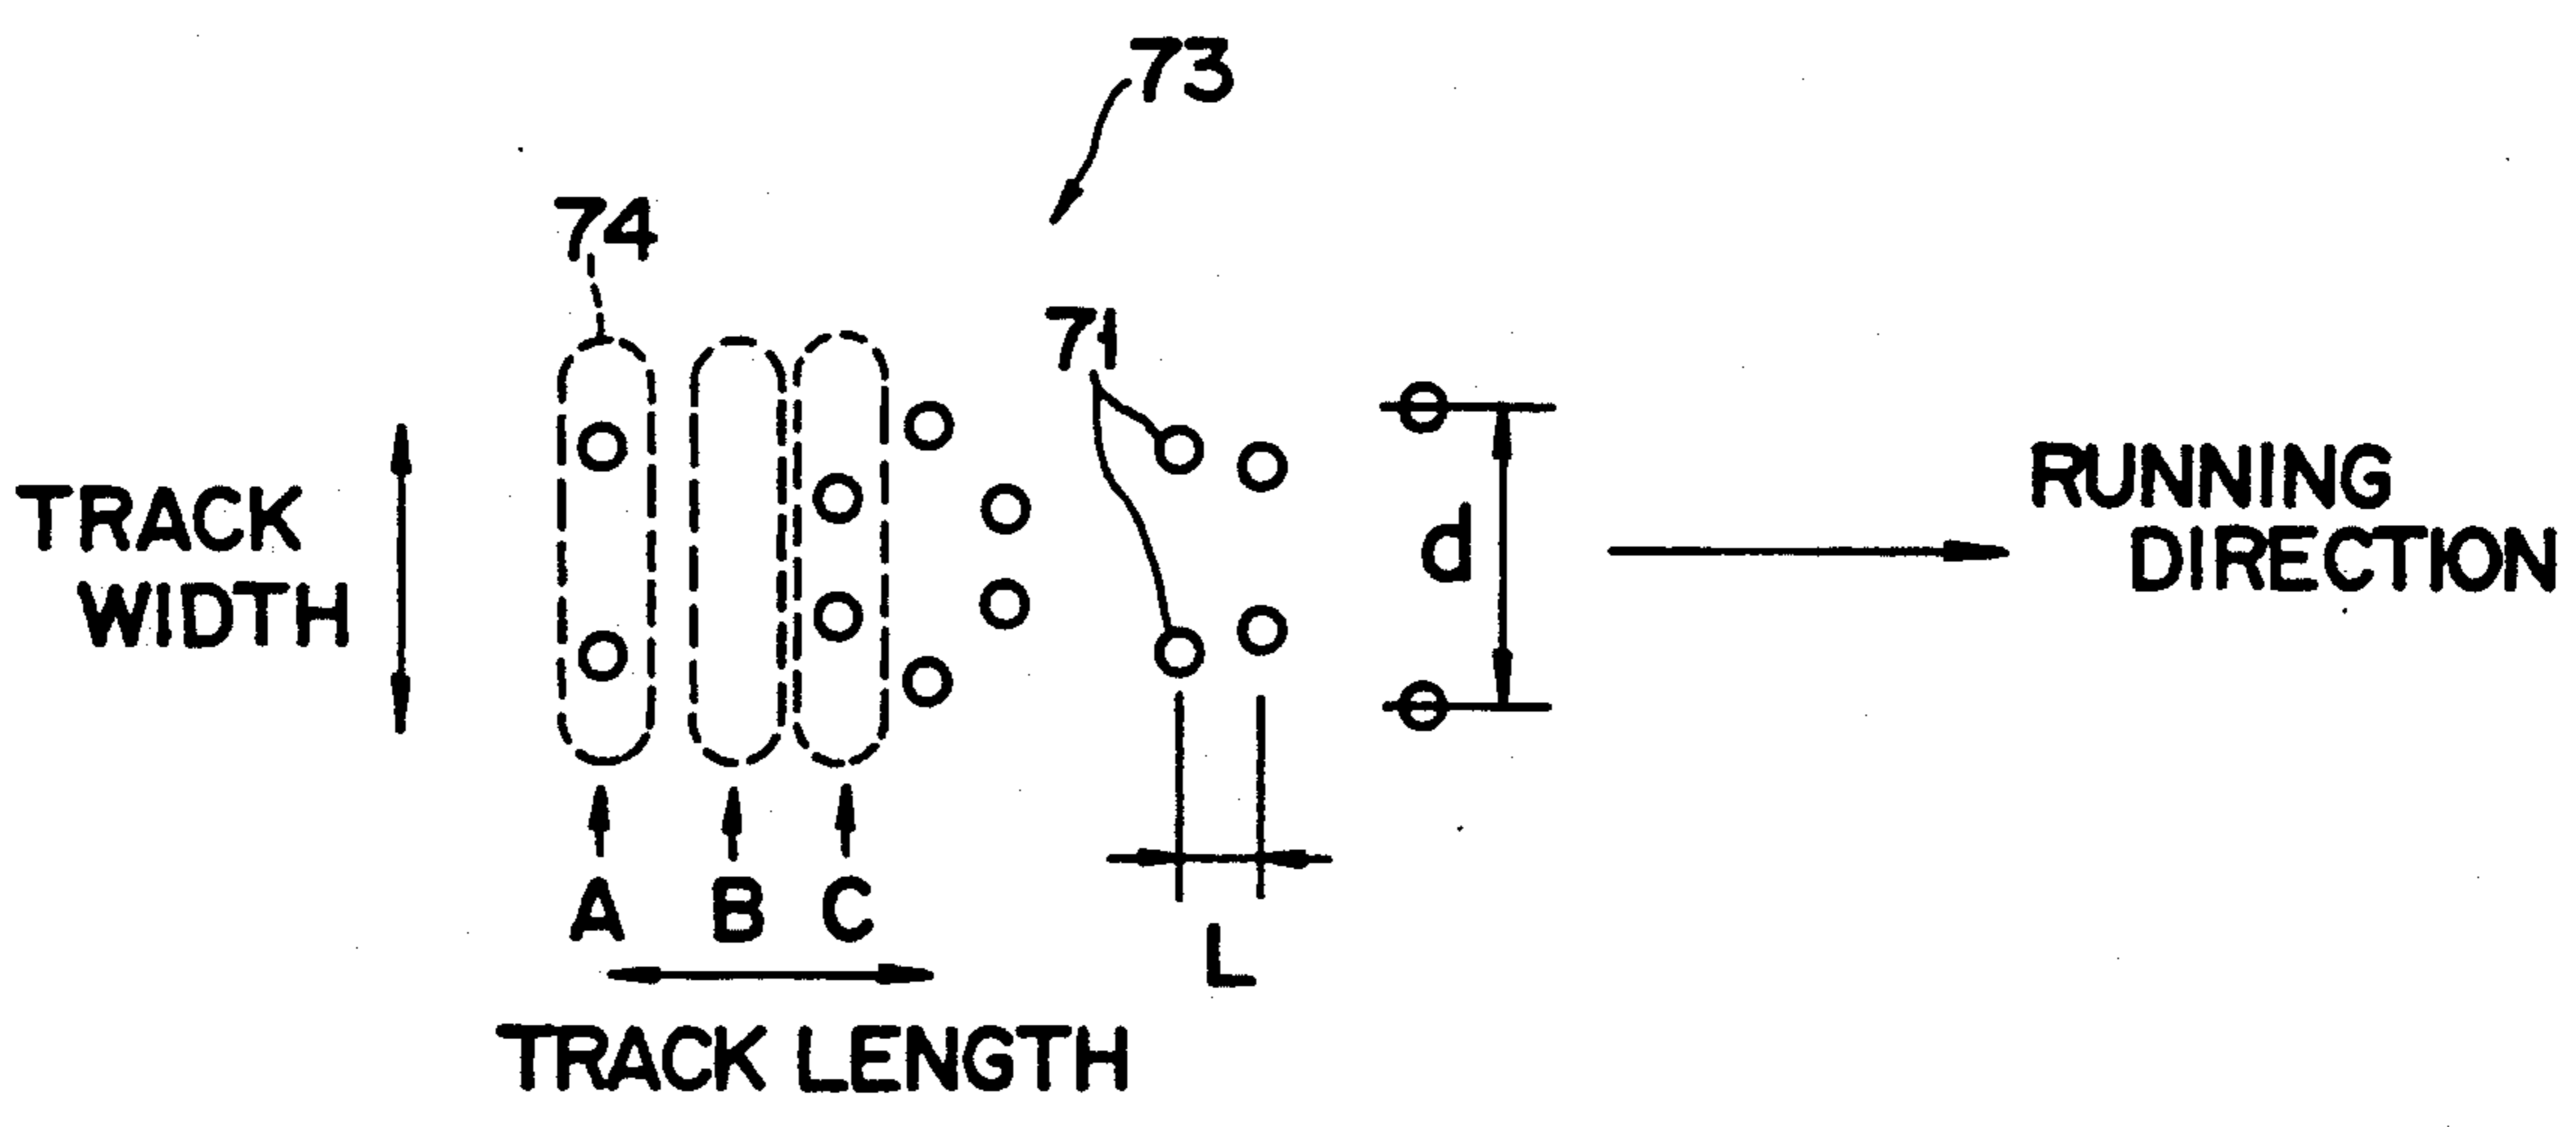 73
74
71
TRACK
WIDTH
d
RUNNING
DIRECTION
A B C
L
TRACK LENGTH